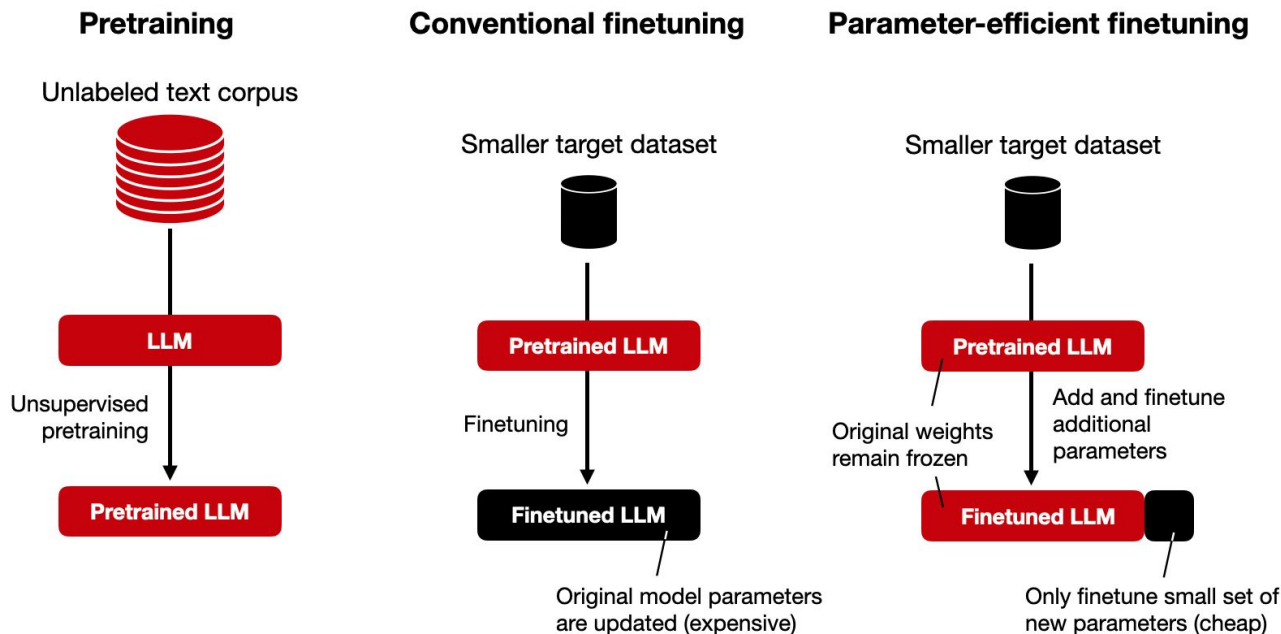 Pretraining
Unlabeled text corpus
LLM
Unsupervised
pretraining
Pretrained LLM
Conventional finetuning
Smaller target dataset
Pretrained LLM
Finetuning
Finetuned LLM
Original model parameters
are updated (expensive)
Parameter-efficient finetuning
Smaller target dataset
Pretrained LLM
Add and finetune
additional
parameters
Original weights
remain frozen
Finetuned LLM
Only finetune small set of
new parameters (cheap)